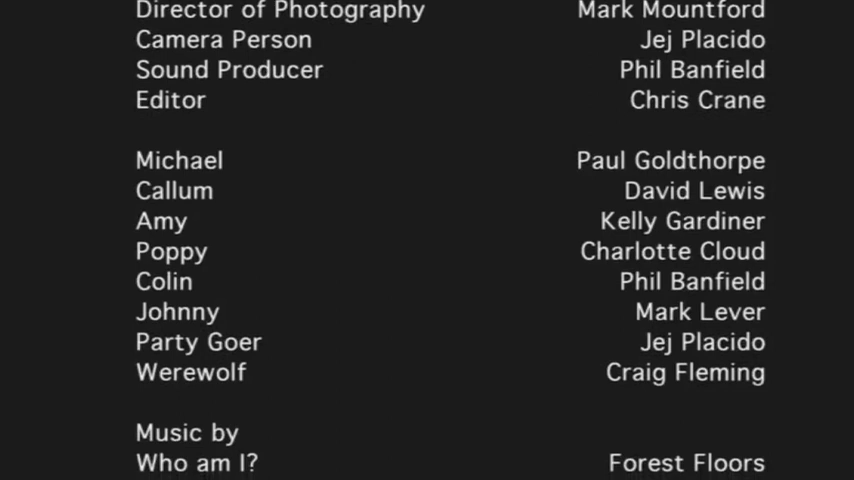 Director of Photography Mark Mountford
Camera Person Jej Placido
Sound Producer Phil Banfield
Editor Chris Crane
Michael Paul Goldthorpe
Callum David Lewis
Amy Kelly Gardiner
Poppy Charlotte Cloud
Colin Phil Banfield
Johnny Mark Lever
Party Goer Jej Placido
Werewolf Craig Fleming
Music by
Who am I? Forest Floors